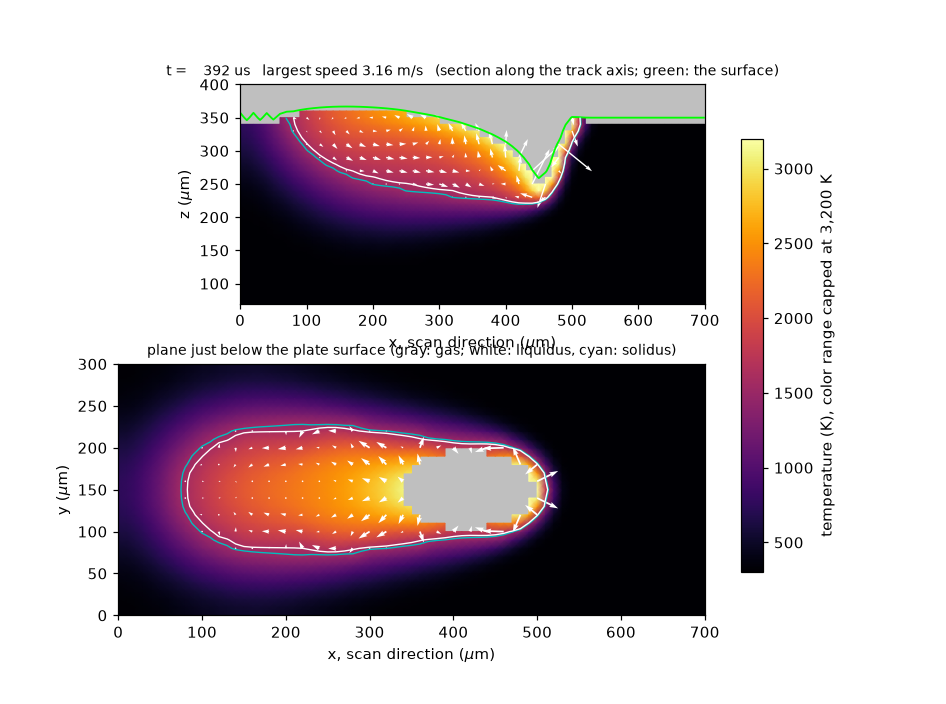 t =    392 us   largest speed 3.16 m/s   (section along the track axis; green: the surface)
400
350
300
250
200
150
100
z (μm)
0 100 200 300 400 500 600 700
x, scan direction (μm)
plane just below the plate surface (gray: gas; white: liquidus, cyan: solidus)
300
250
200
150
100
50
0
y (μm)
0 100 200 300 400 500 600 700
x, scan direction (μm)
3000
2500
2000
1500
1000
500
temperature (K), color range capped at 3,200 K